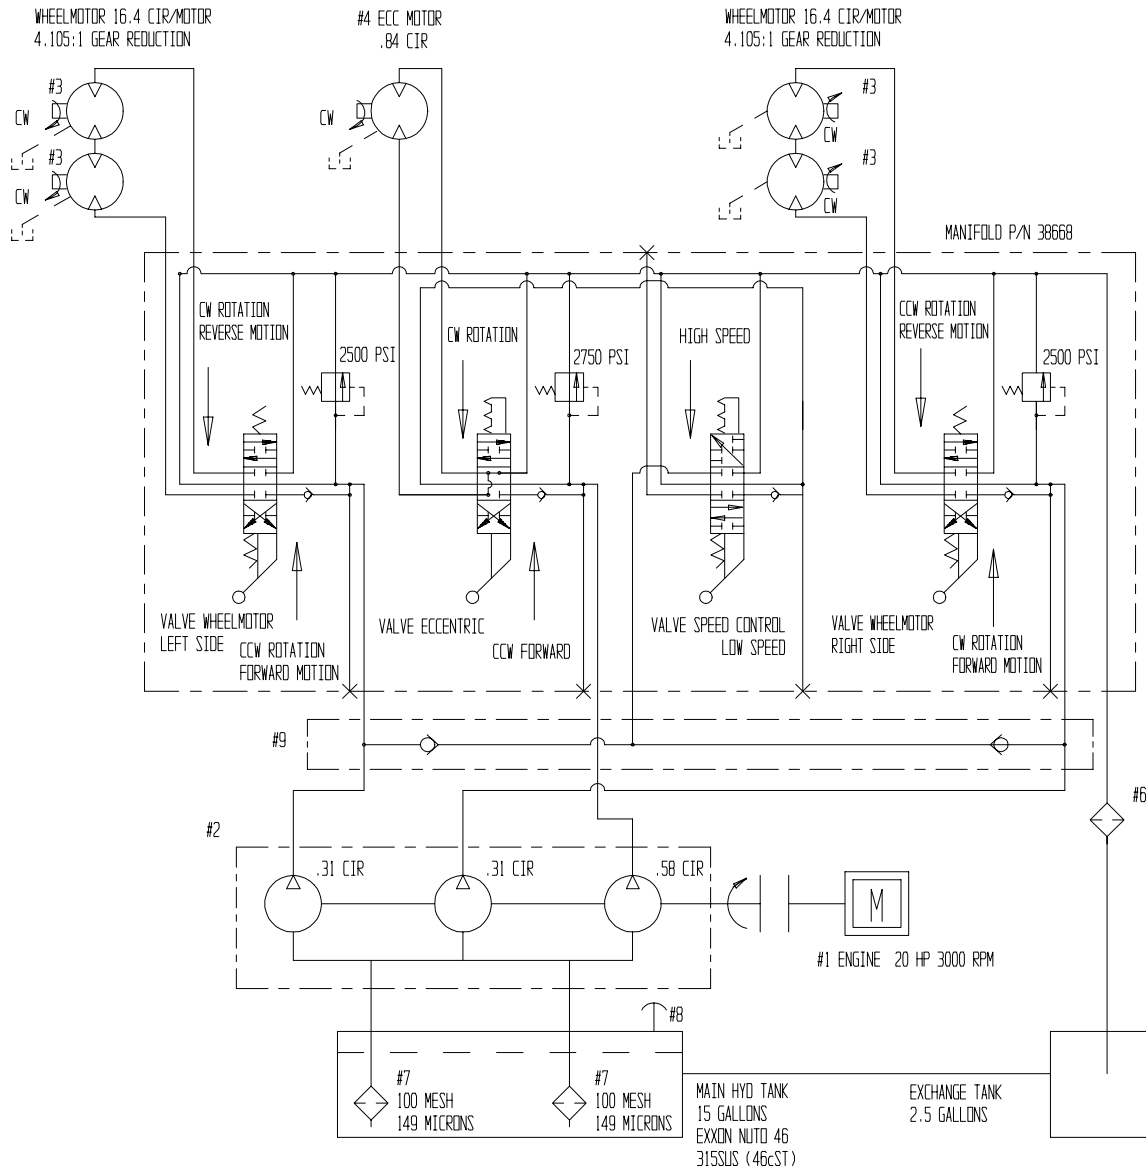 WHEELMOTOR 16.4 CIR/MOTOR
4.105:1 GEAR REDUCTION
#4 ECC MOTOR
.84 CIR
WHEELMOTOR 16.4 CIR/MOTOR
4.105:1 GEAR REDUCTION
#3
CW
#3
CW
CW
#3
CW
#3
CW
MANIFOLD P/N 38668
CW ROTATION
REVERSE MOTION
2500 PSI
CW ROTATION
2750 PSI
HIGH SPEED
CCW ROTATION
REVERSE MOTION
2500 PSI
VALVE WHEELMOTOR
LEFT SIDE
CCW ROTATION
FORWARD MOTION
VALVE ECCENTRIC
CCW FORWARD
VALVE SPEED CONTROL
LOW SPEED
VALVE WHEELMOTOR
RIGHT SIDE
CW ROTATION
FORWARD MOTION
#9
#6
#2
.31 CIR
.31 CIR
.58 CIR
M
#1 ENGINE 20 HP 3000 RPM
#8
#7
100 MESH
149 MICRONS
#7
100 MESH
149 MICRONS
MAIN HYD TANK
15 GALLONS
EXXON NUTO 46
315SUS (46cST)
EXCHANGE TANK
2.5 GALLONS